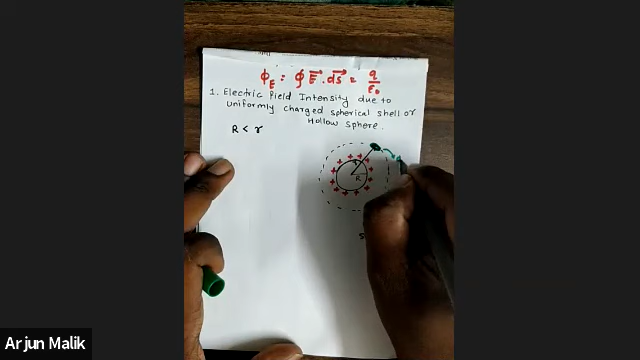 ΦE = ∮ E⃗ . ds⃗ = q/ε₀
1. Electric Field Intensity due to
uniformly charged spherical shell or
Hollow Sphere.
R < r
r
R
Arjun Malik